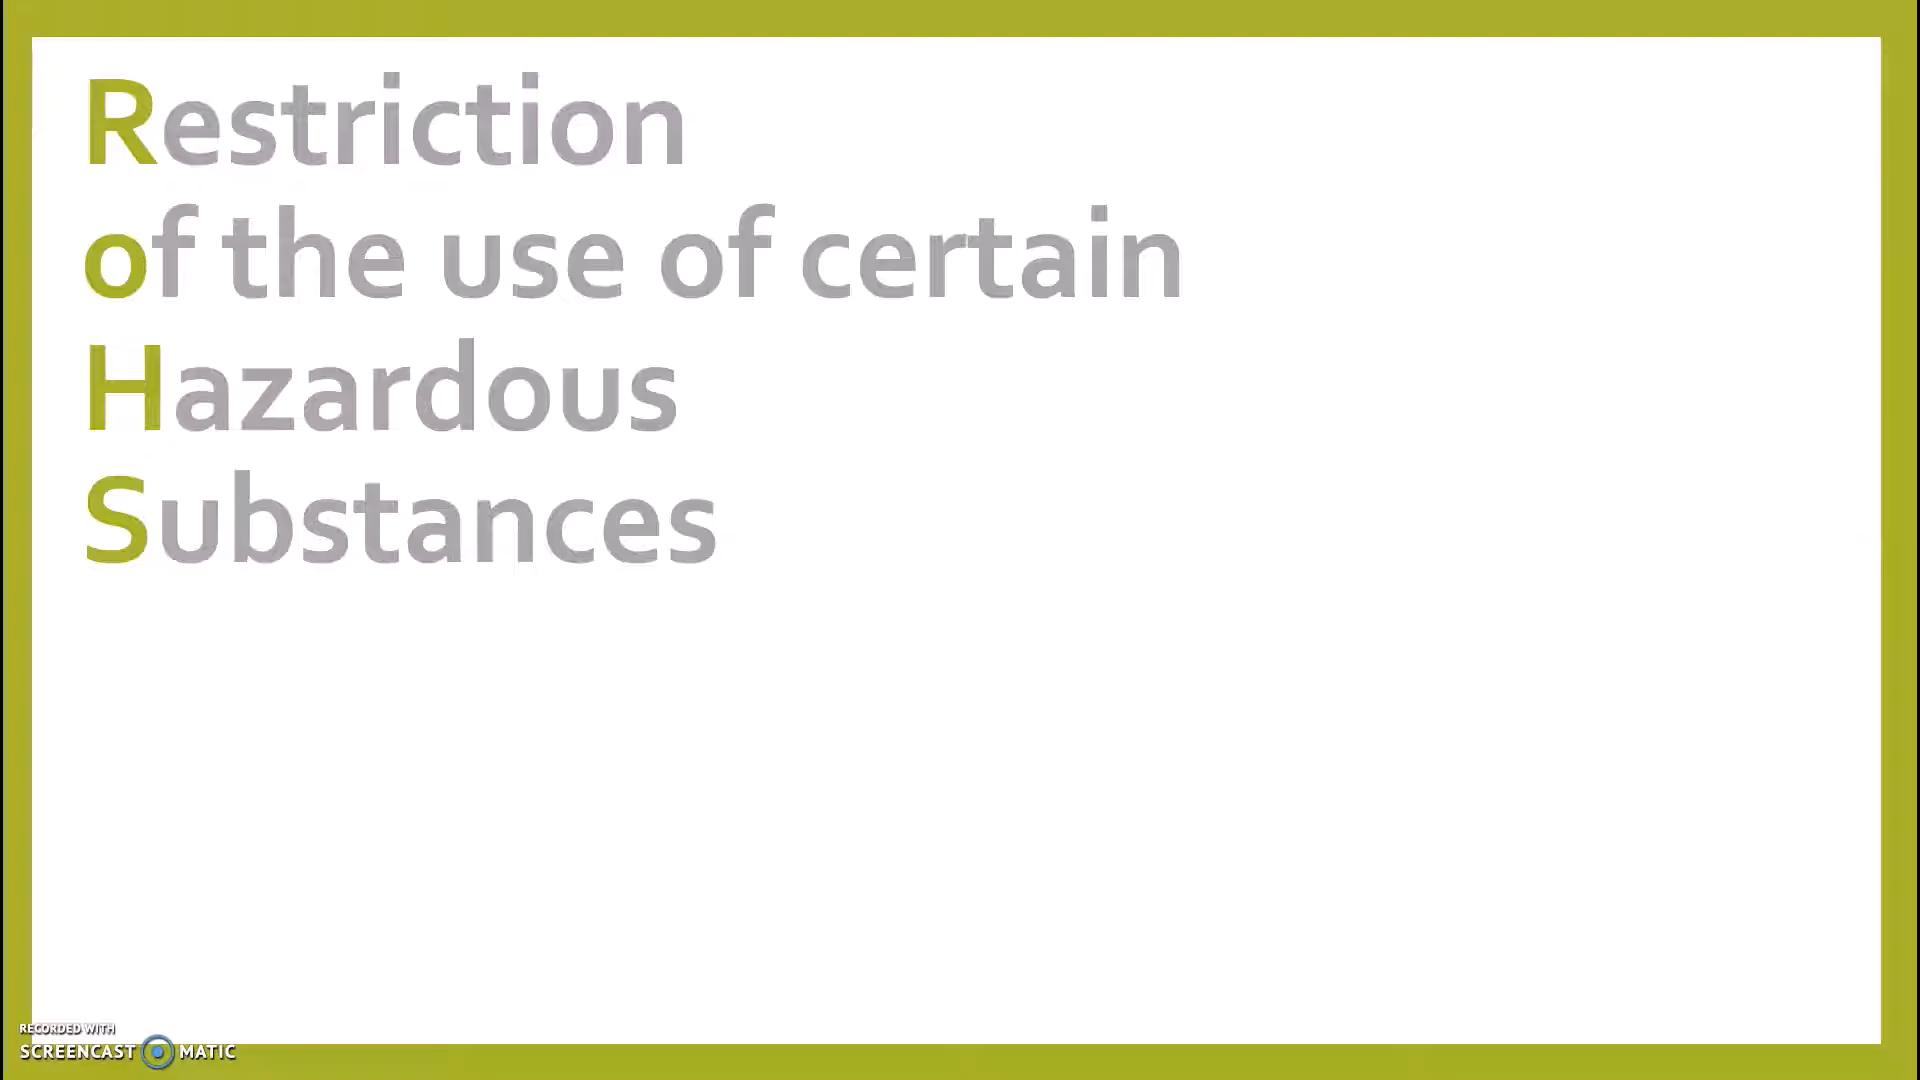 Restriction
of the use of certain
Hazardous
Substances
RECORDED WITH
SCREENCAST MATIC